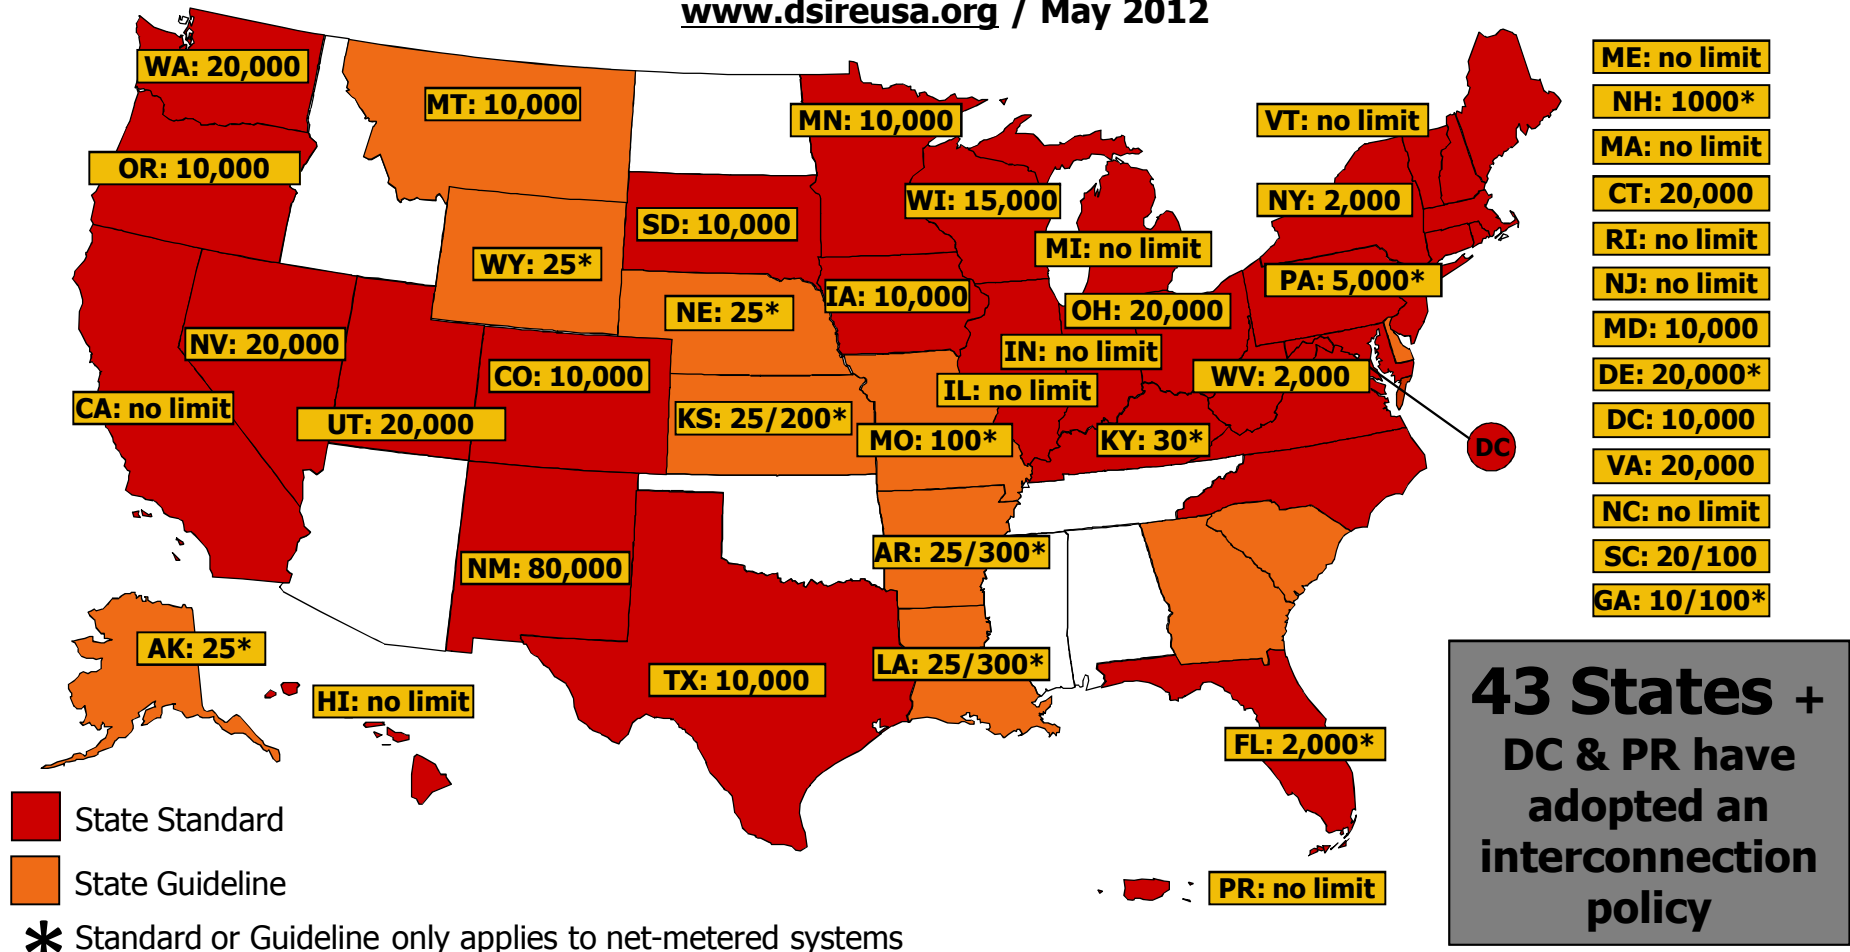 www.dsireusa.org / May 2012
WA: 20,000
MT: 10,000
MN: 10,000
VT: no limit
ME: no limit
NH: 1000*
MA: no limit
OR: 10,000
SD: 10,000
WI: 15,000
NY: 2,000
CT: 20,000
MI: no limit
RI: no limit
WY: 25*
NE: 25*
IA: 10,000
OH: 20,000
PA: 5,000*
NJ: no limit
NV: 20,000
CO: 10,000
IN: no limit
WV: 2,000
MD: 10,000
DE: 20,000*
CA: no limit
UT: 20,000
KS: 25/200*
IL: no limit
MO: 100*
KY: 30*
DC
DC: 10,000
VA: 20,000
NC: no limit
NM: 80,000
AR: 25/300*
SC: 20/100
GA: 10/100*
AK: 25*
HI: no limit
TX: 10,000
LA: 25/300*
FL: 2,000*
PR: no limit
43 States +
DC & PR have
adopted an
interconnection
policy
State Standard
State Guideline
* Standard or Guideline only applies to net-metered systems